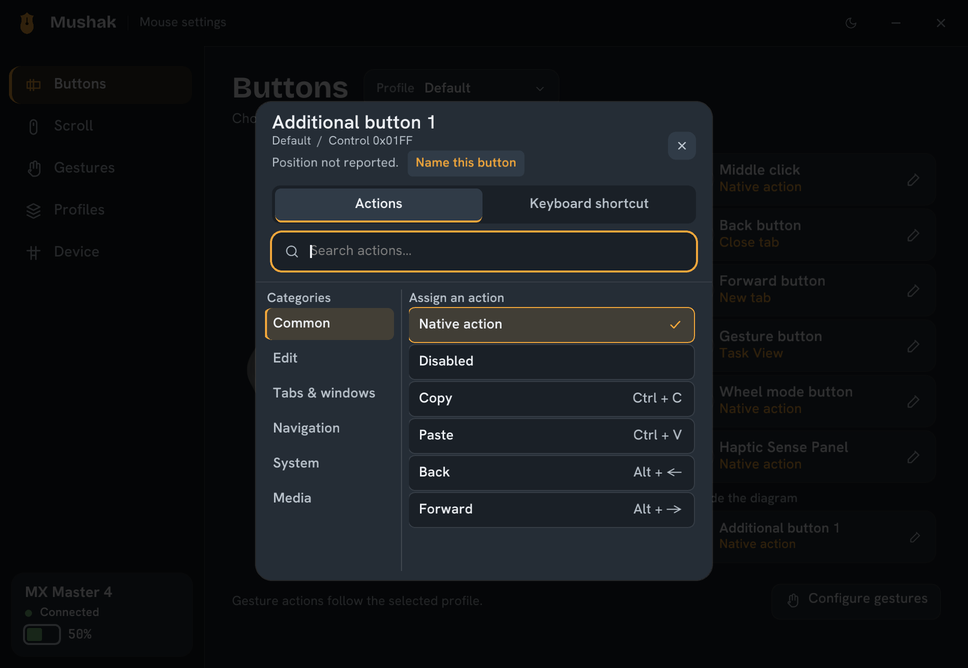 Mushak
Mouse settings
Buttons
Scroll
Gestures
Profiles
Device
MX Master 4
Connected
50%
Buttons
Profile Default
Additional button 1
Default / Control 0x01FF
Position not reported. Name this button
Actions
Keyboard shortcut
Search actions...
Categories
Common
Edit
Tabs & windows
Navigation
System
Media
Assign an action
Native action
Disabled
Copy Ctrl + C
Paste Ctrl + V
Back Alt + ←
Forward Alt + →
Middle click
Native action
Back button
Close tab
Forward button
New tab
Gesture button
Task View
Wheel mode button
Native action
Haptic Sense Panel
Native action
the diagram
Additional button 1
Native action
Gesture actions follow the selected profile.
Configure gestures